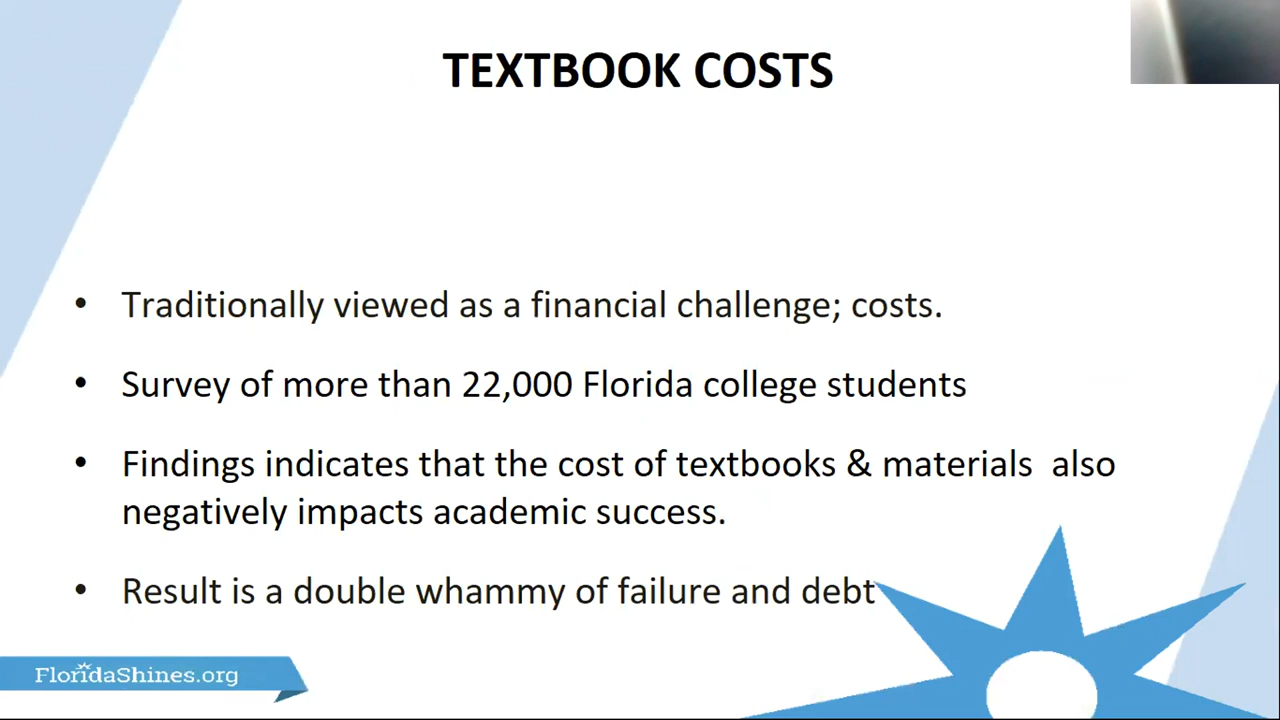 TEXTBOOK COSTS
• Traditionally viewed as a financial challenge; costs.
• Survey of more than 22,000 Florida college students
• Findings indicates that the cost of textbooks & materials  also
negatively impacts academic success.
• Result is a double whammy of failure and debt
FloridaShines.org